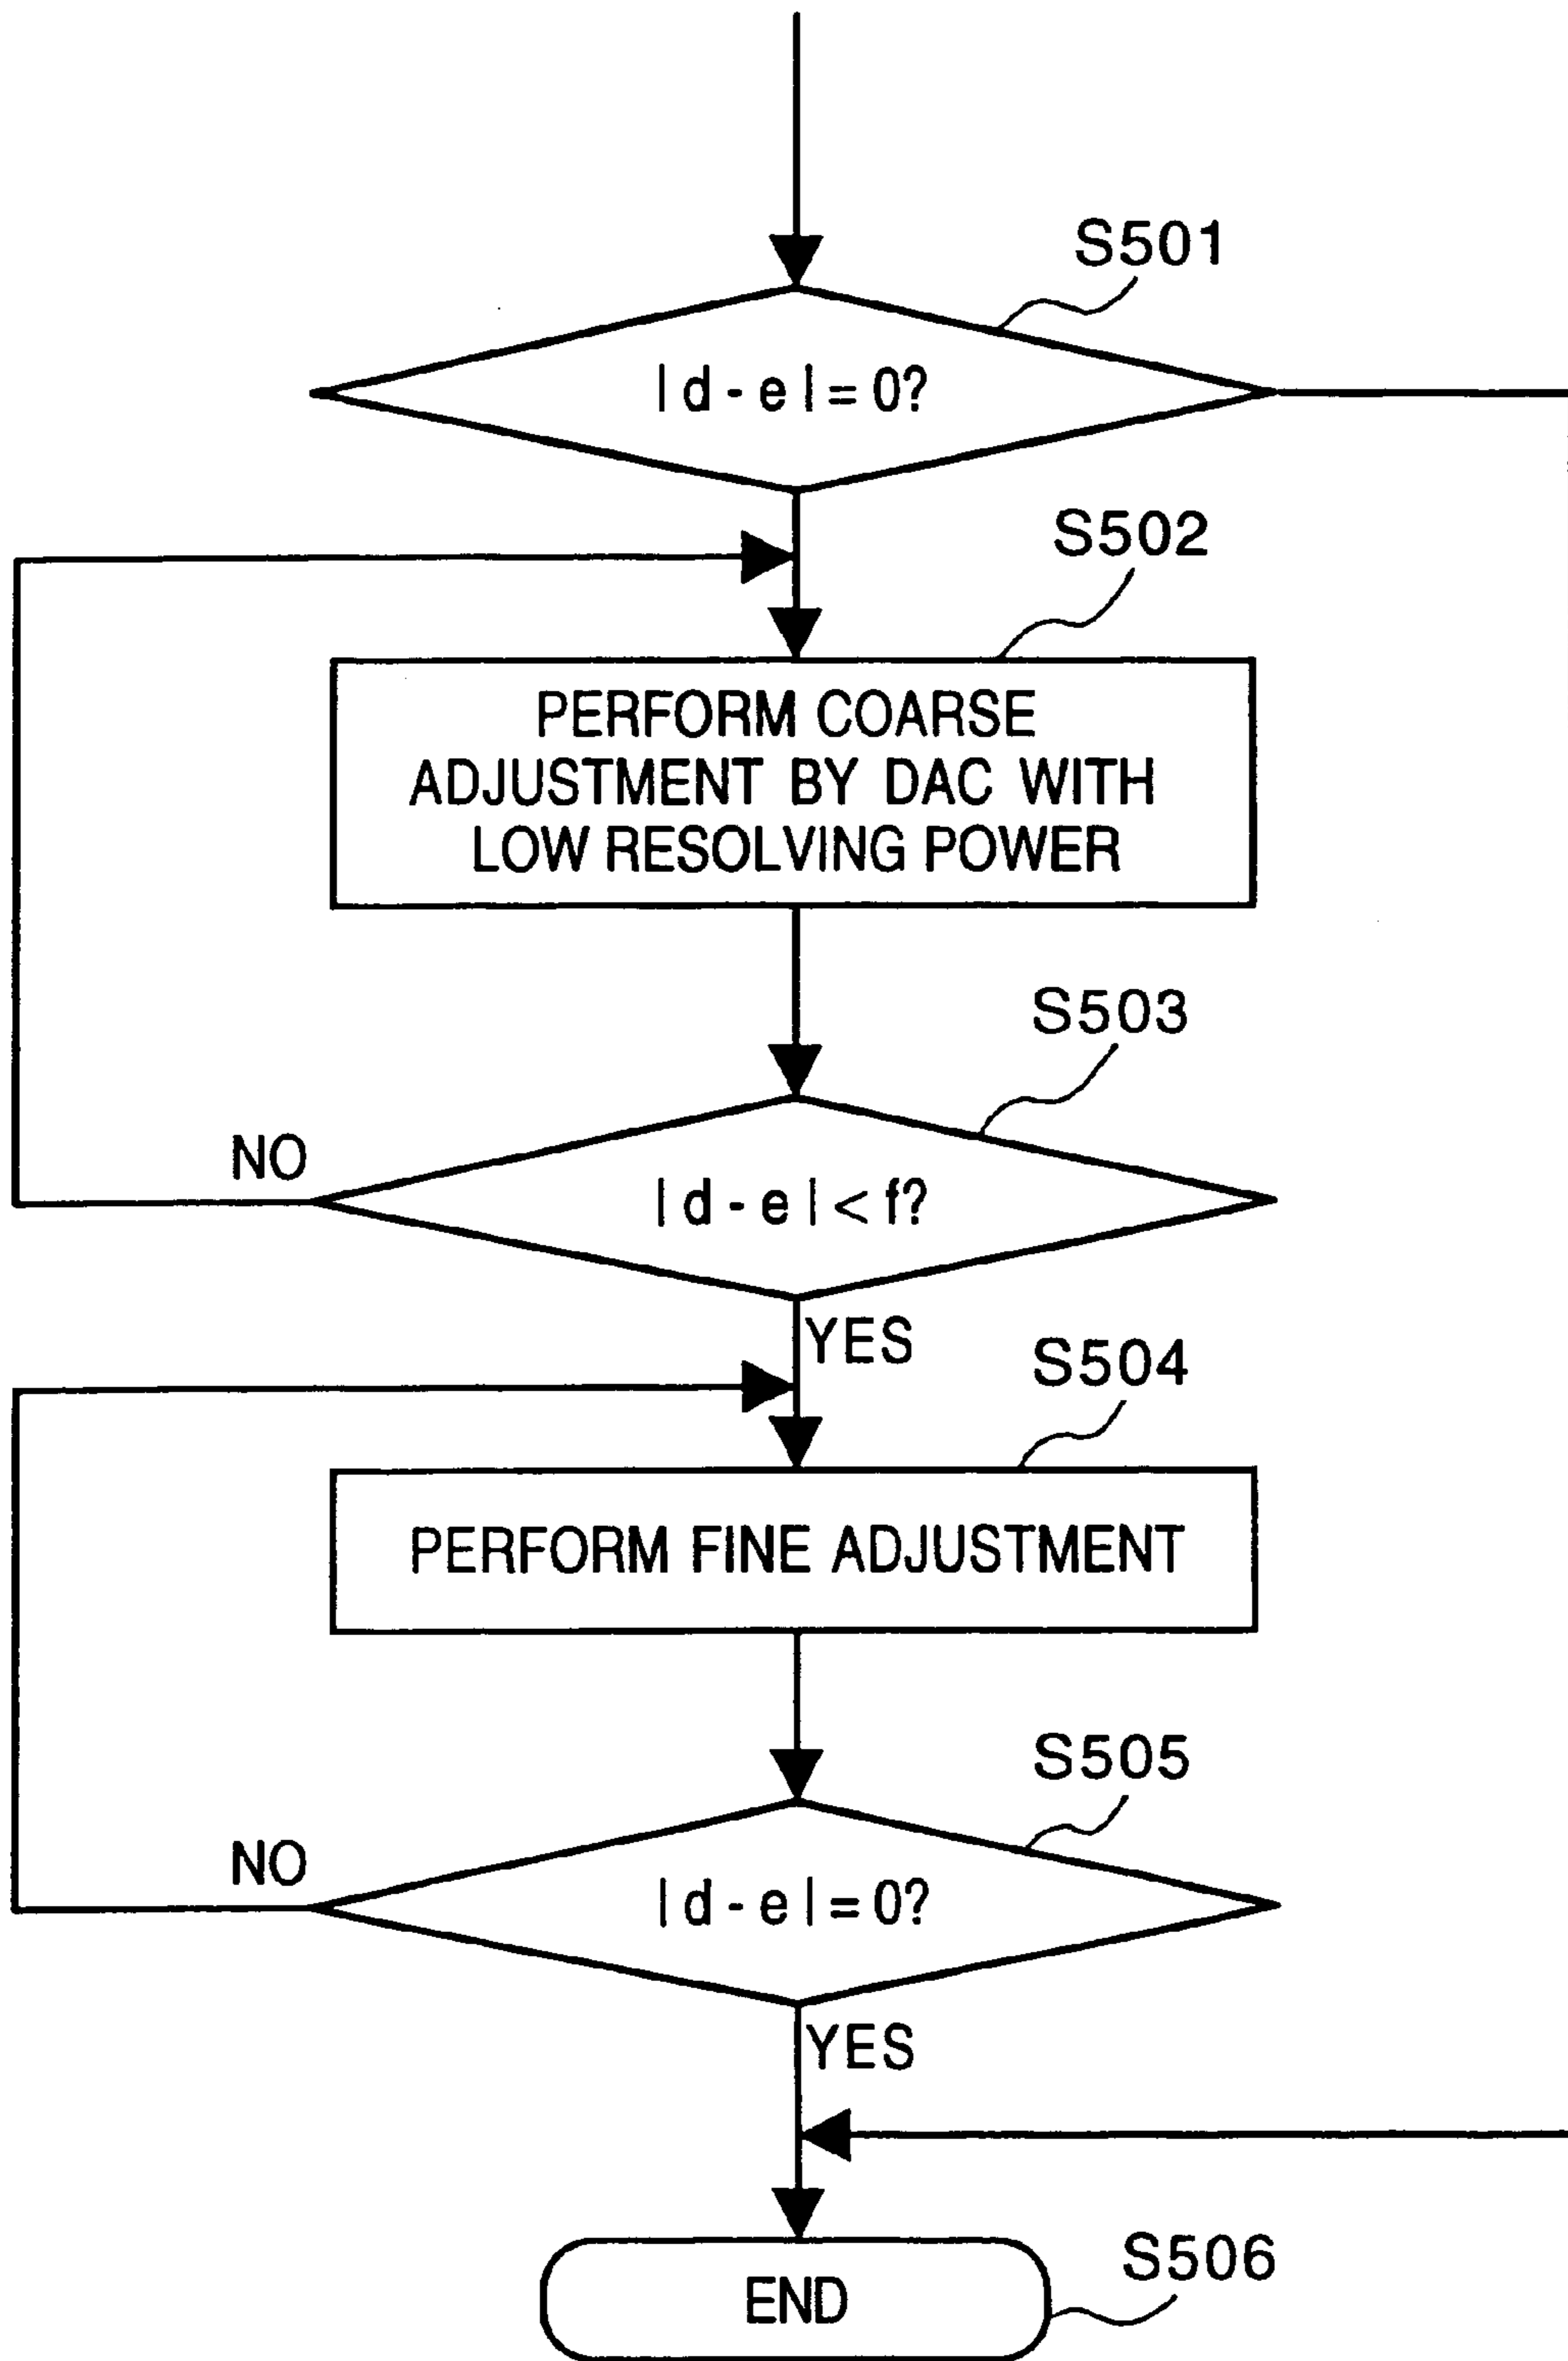 S501
| d - e | = 0?
S502
PERFORM COARSE
ADJUSTMENT BY DAC WITH
LOW RESOLVING POWER
S503
NO
| d - e | < f?
YES
S504
PERFORM FINE ADJUSTMENT
S505
NO
| d - e | = 0?
YES
END
S506